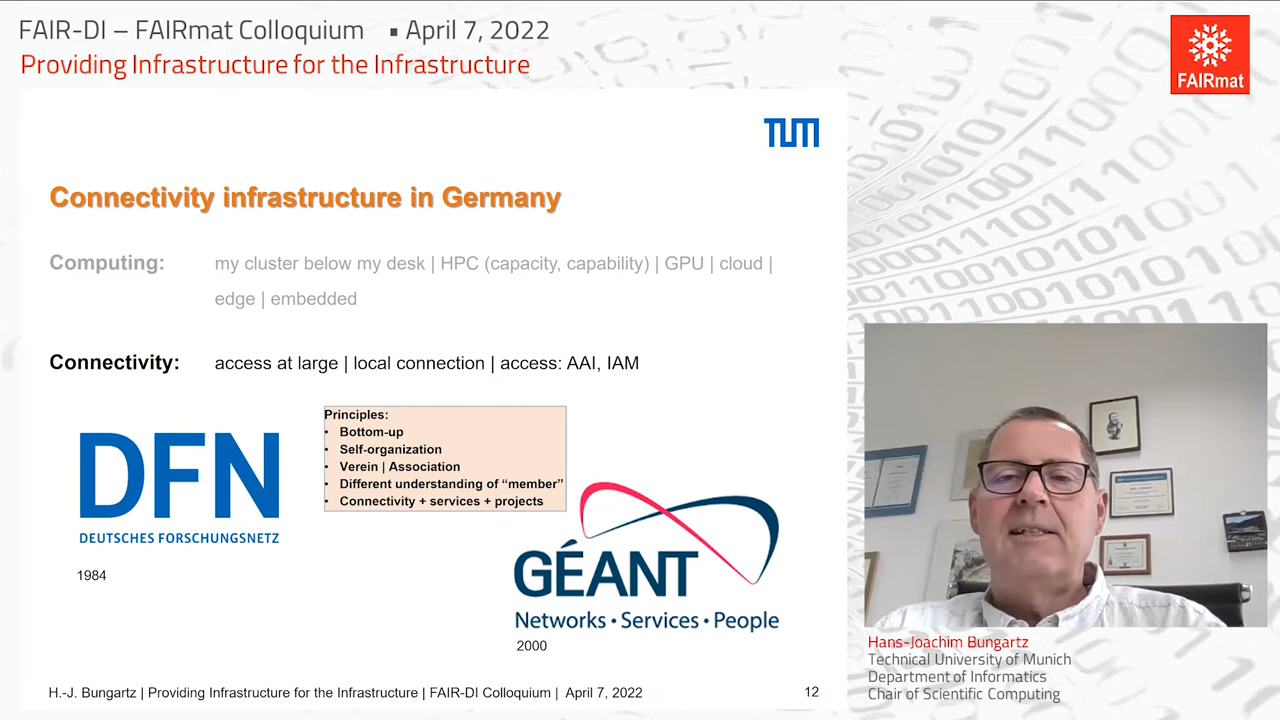 FAIR-DI – FAIRmat Colloquium ▪ April 7, 2022
Providing Infrastructure for the Infrastructure
FAIRmat
TUM
Connectivity infrastructure in Germany
Computing: my cluster below my desk | HPC (capacity, capability) | GPU | cloud |
edge | embedded
Connectivity: access at large | local connection | access: AAI, IAM
Principles:
• Bottom-up
• Self-organization
• Verein | Association
• Different understanding of “member”
• Connectivity + services + projects
DFN
DEUTSCHES FORSCHUNGSNETZ
1984
GÉANT
Networks • Services • People
2000
H.-J. Bungartz | Providing Infrastructure for the Infrastructure | FAIR-DI Colloquium | April 7, 2022 12
Hans-Joachim Bungartz
Technical University of Munich
Department of Informatics
Chair of Scientific Computing